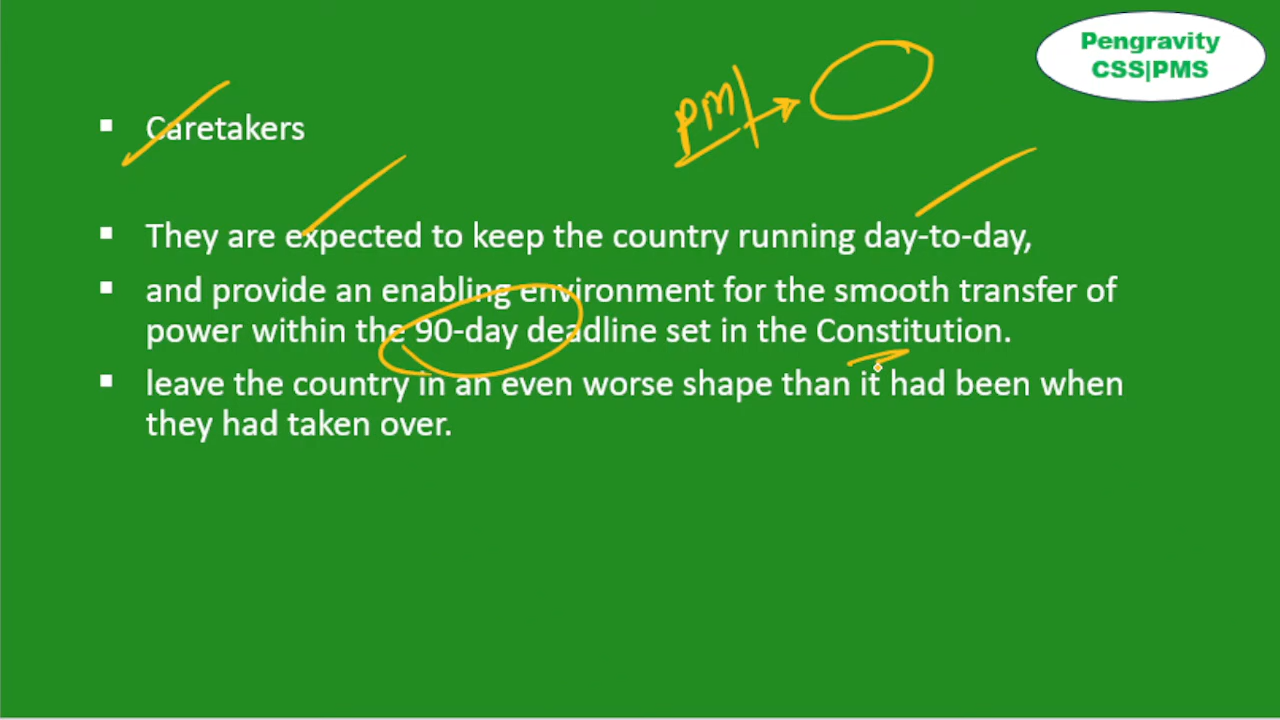 Pengravity
CSS|PMS
PM
▪ Caretakers
▪ They are expected to keep the country running day-to-day,
▪ and provide an enabling environment for the smooth transfer of
power within the 90-day deadline set in the Constitution.
▪ leave the country in an even worse shape than it had been when
they had taken over.